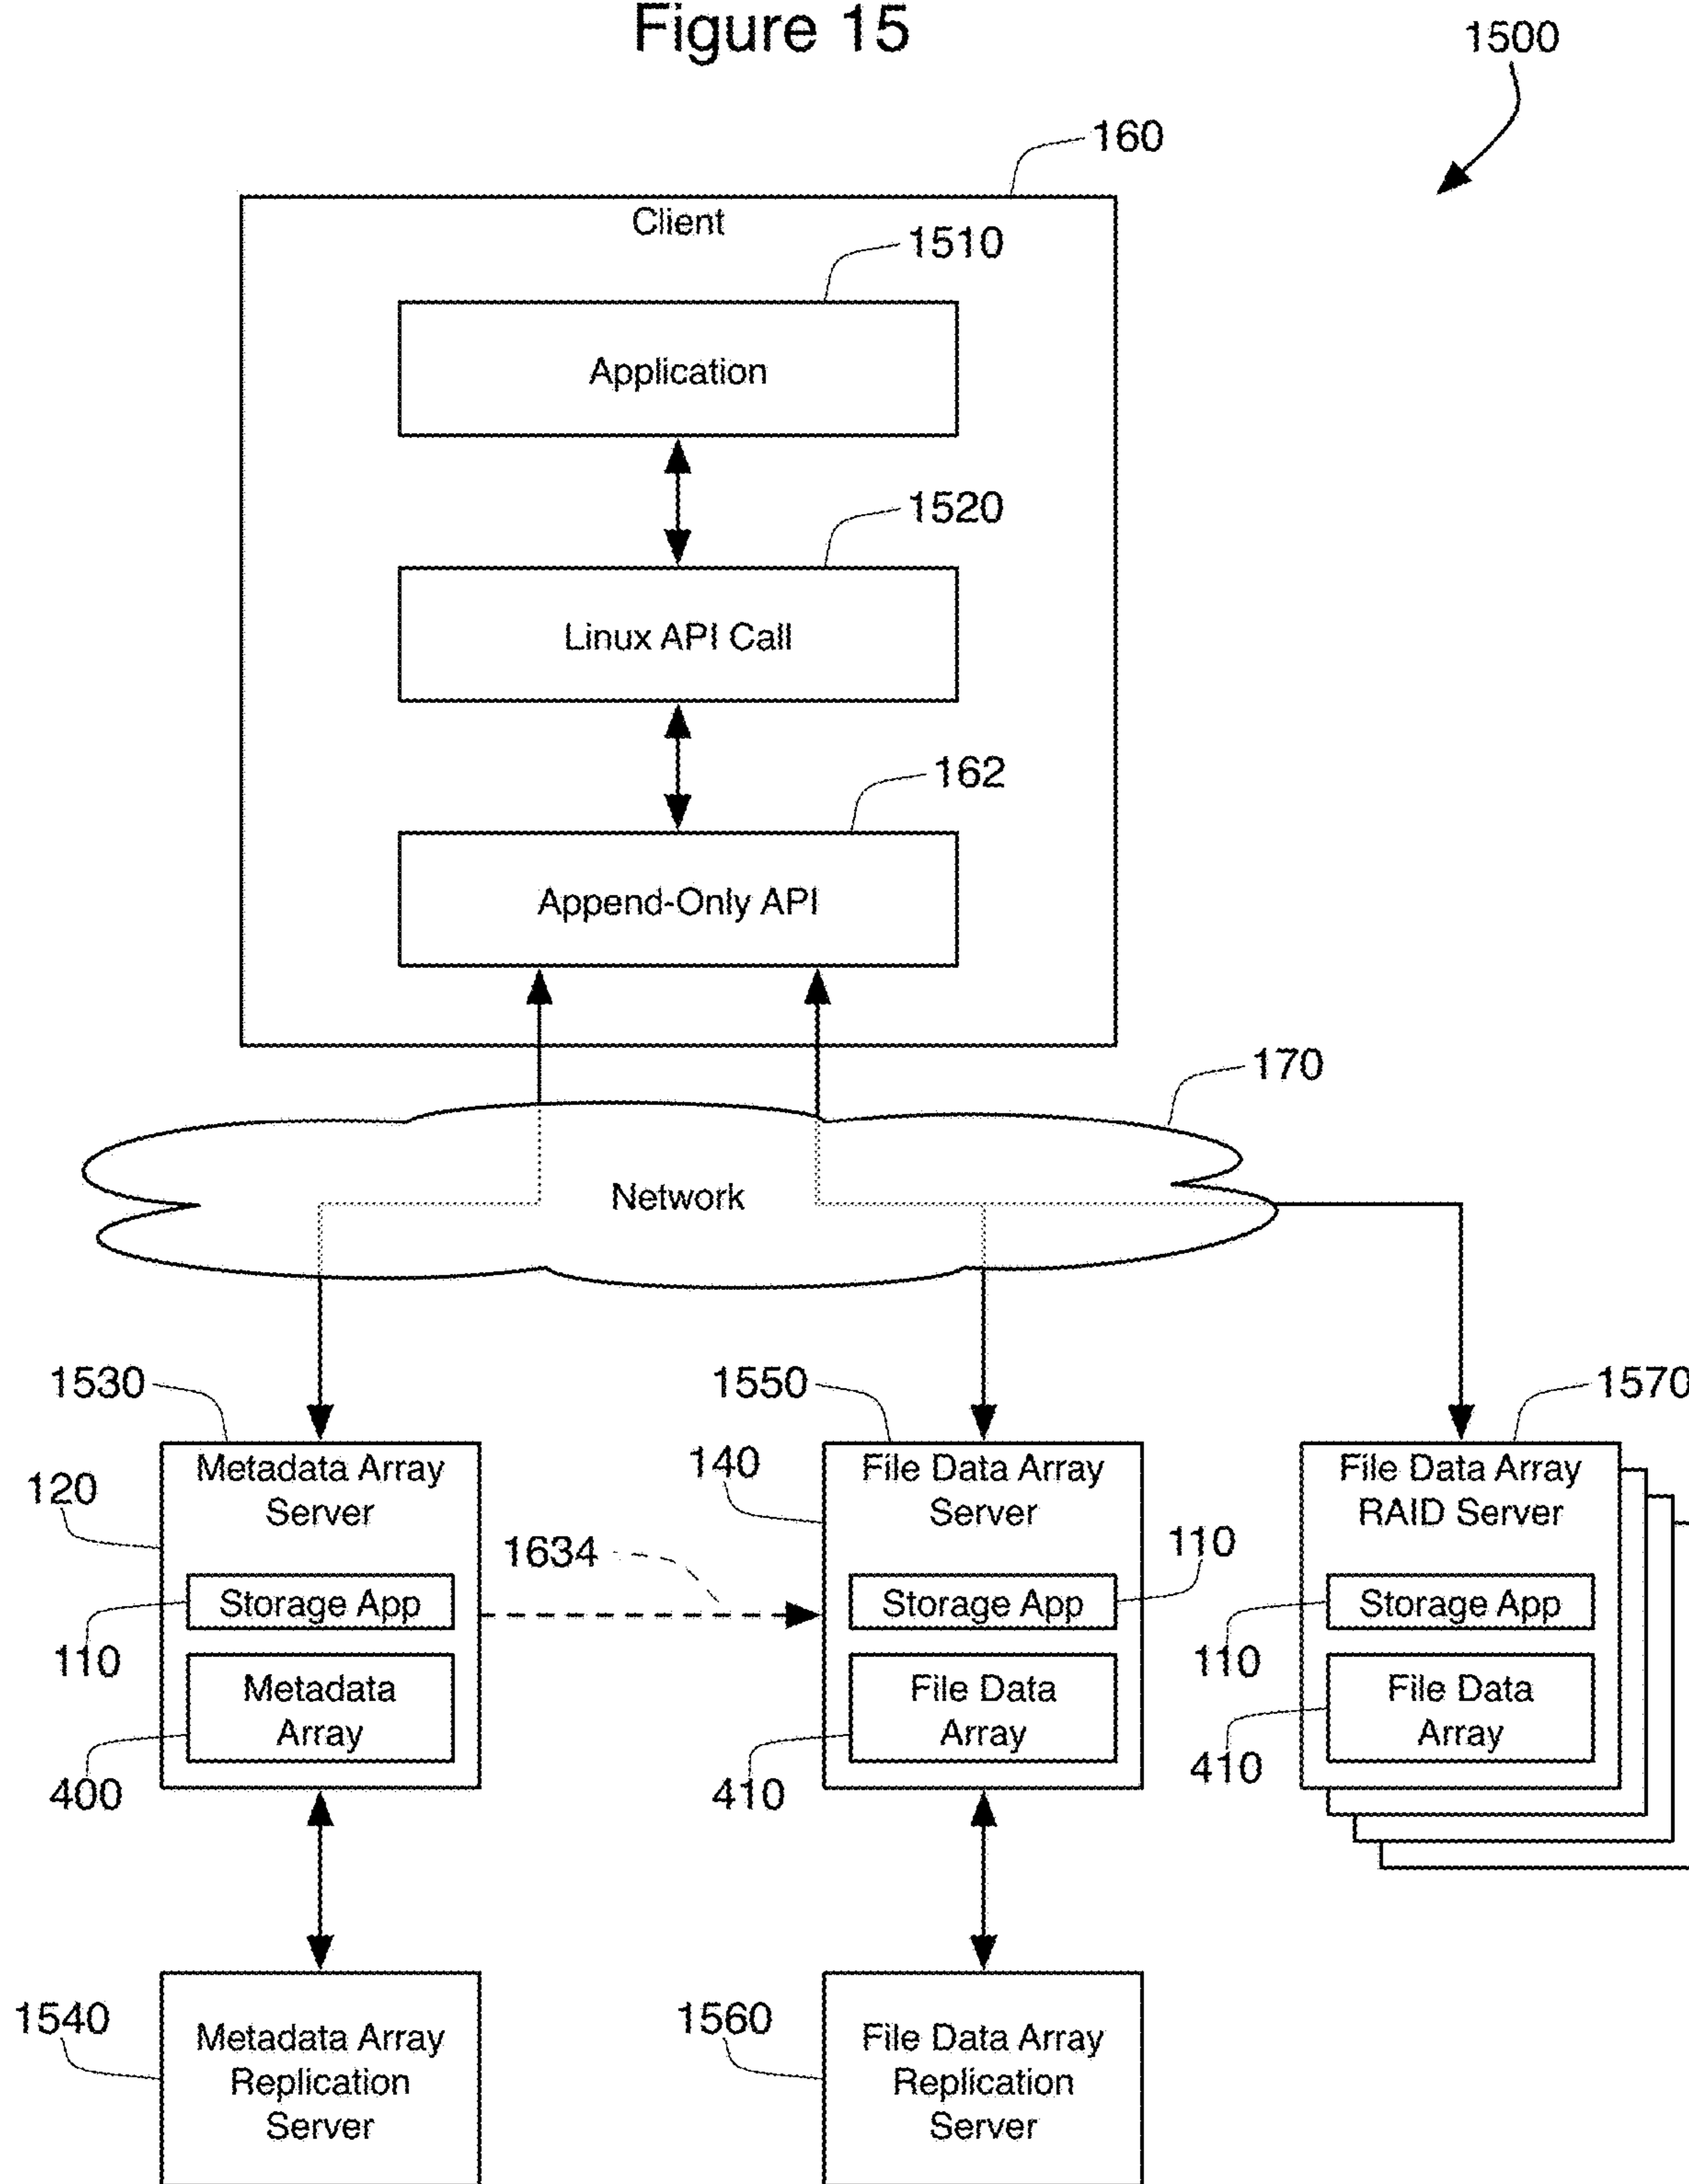 Figure 15
1500
160
Client
1510
Application
1520
Linux API Call
162
Append-Only API
170
Network
1530
1550
1570
Metadata Array
Server
120
File Data Array
Server
140
File Data Array
RAID Server
1634
110
Storage App
Storage App
Storage App
110
110
Metadata
Array
File Data
Array
File Data
Array
400
410
410
1540
Metadata Array
Replication
Server
1560
File Data Array
Replication
Server